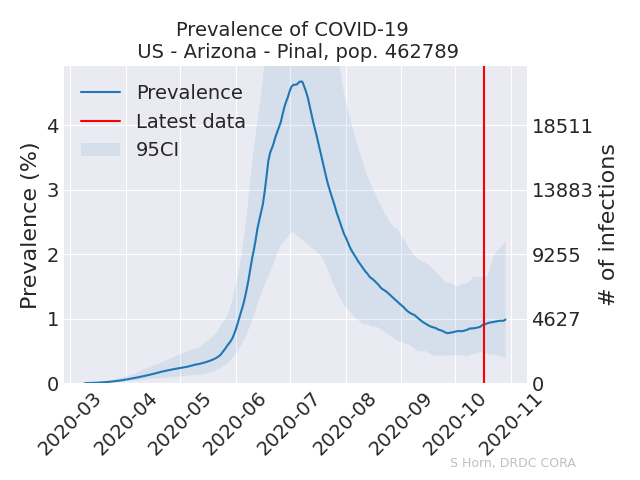 Prevalence of COVID-19
US - Arizona - Pinal, pop. 462789
Prevalence
Latest data
95CI
Prevalence (%)
4
3
2
1
0
18511
13883
9255
4627
0
# of infections
2020-03
2020-04
2020-05
2020-06
2020-07
2020-08
2020-09
2020-10
2020-11
S Horn, DRDC CORA